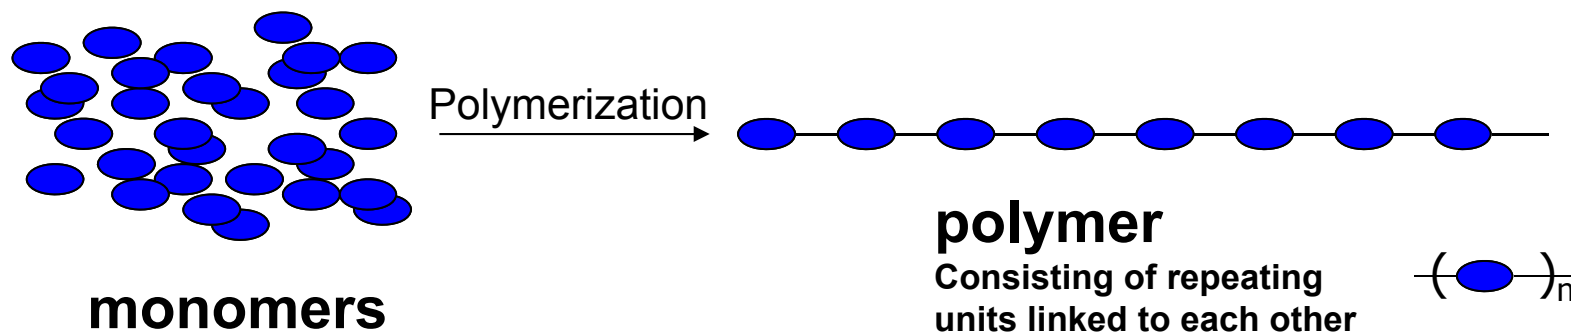 Polymerization
monomers
polymer
Consisting of repeating
units linked to each other
( )n